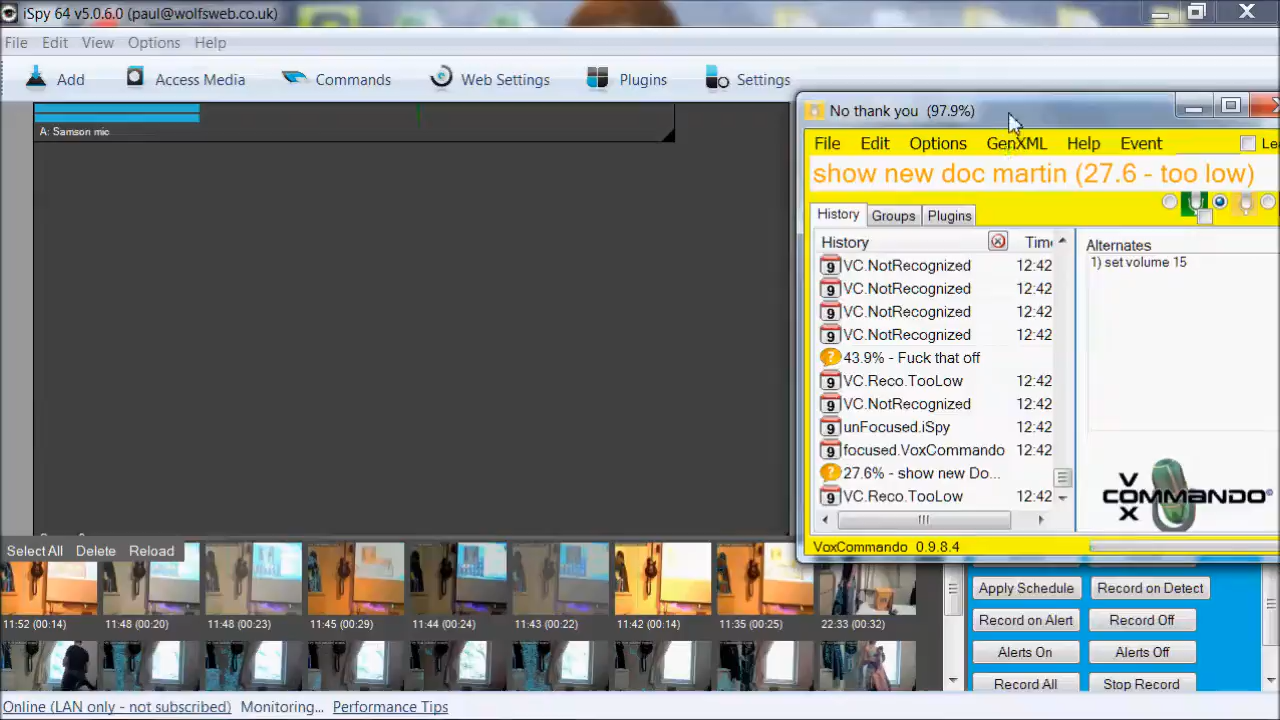 iSpy 64 v5.0.6.0 (paul@wolfsweb.co.uk)
File Edit View Options Help
Add Access Media Commands Web Settings Plugins Settings
A: Samson mic
No thank you (97.9%)
File Edit Options GenXML Help Event
show new doc martin (27.6 - too low)
History Groups Plugins
History Time
VC.NotRecognized 12:42
VC.NotRecognized 12:42
VC.NotRecognized 12:42
VC.NotRecognized 12:42
43.9% - Fuck that off
VC.Reco.TooLow 12:42
VC.NotRecognized 12:42
unFocused.iSpy 12:42
focused.VoxCommando 12:42
27.6% - show new Do...
VC.Reco.TooLow 12:42
Alternates
1) set volume 15
VOX COMMANDO
VoxCommando 0.9.8.4
Select All Delete Reload
11:52 (00:14) 11:48 (00:20) 11:48 (00:23) 11:45 (00:29) 11:44 (00:24) 11:43 (00:22) 11:42 (00:14) 11:35 (00:25) 22:33 (00:32)
Apply Schedule Record on Detect
Record on Alert Record Off
Alerts On Alerts Off
Record All Stop Record
Online (LAN only - not subscribed) Monitoring... Performance Tips